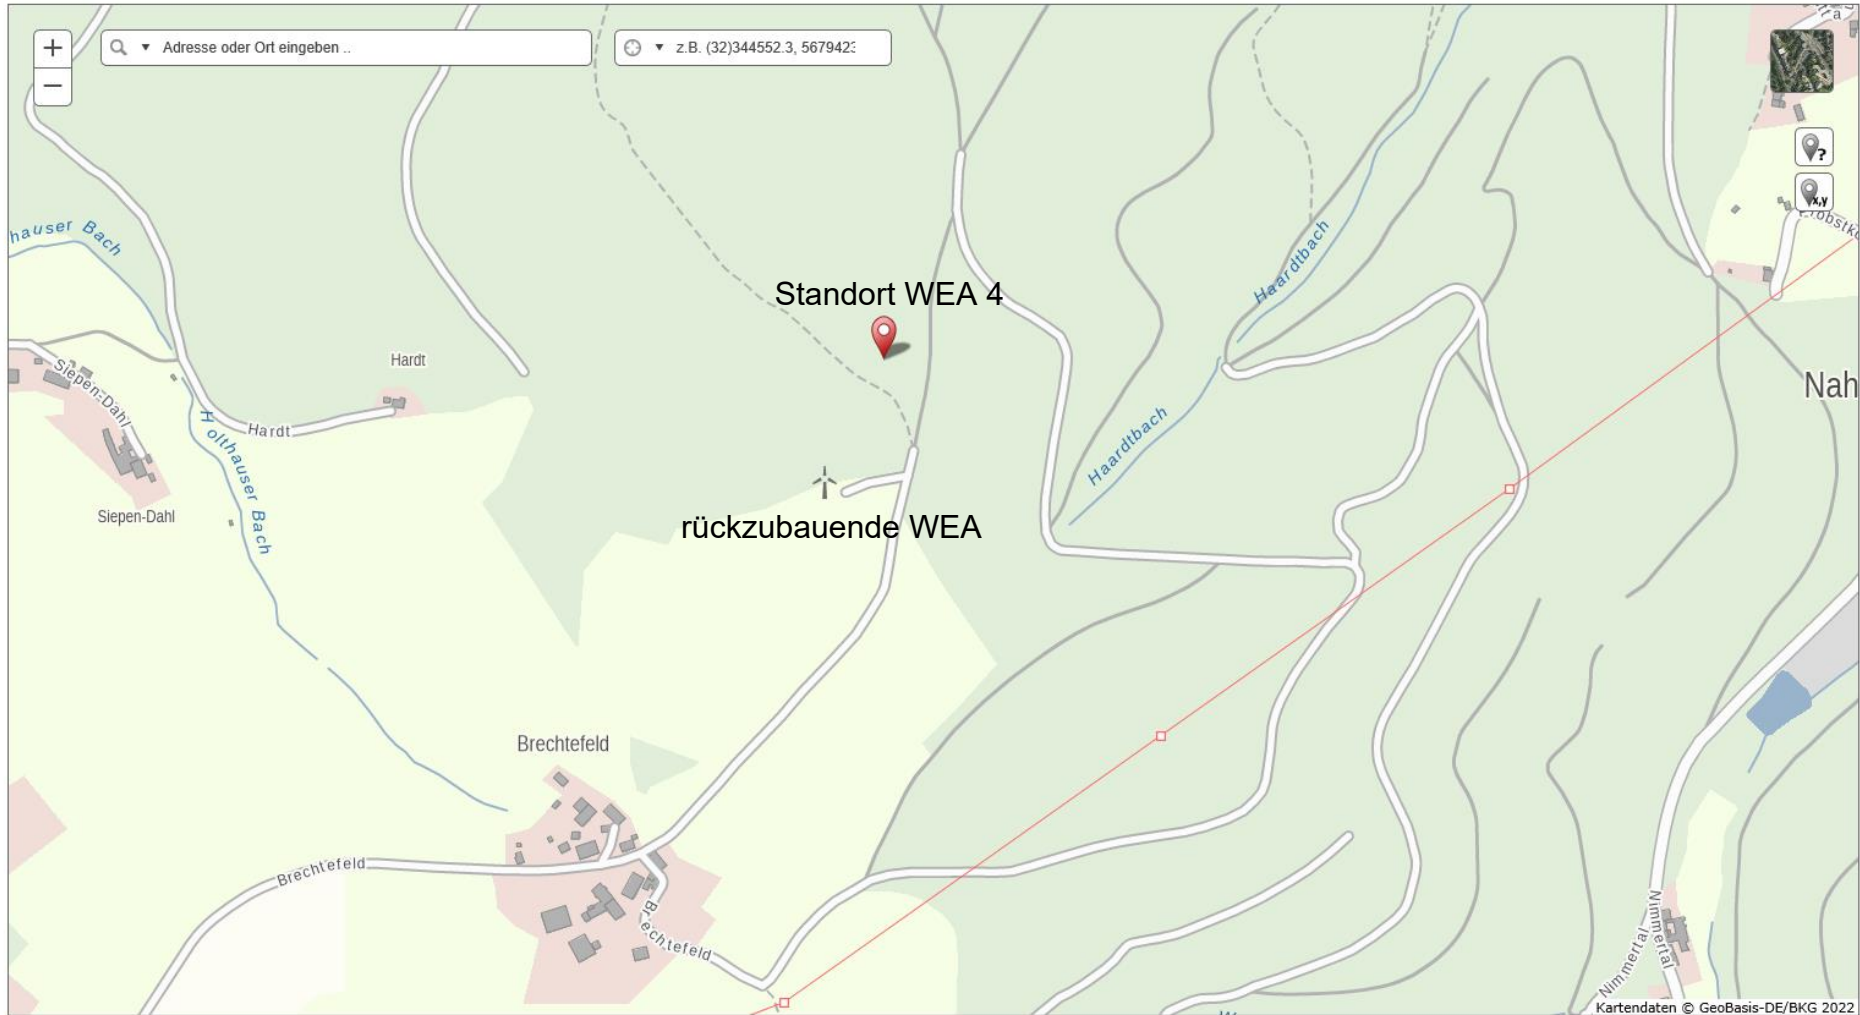 +
Adresse oder Ort eingeben ..
z.B. (32)344552.3, 5679423
−
?
x,y
hauser Bach
Haardtbach
Standort WEA 4
Hardt
Siepen-Dahl
Nah
Hardt
Holthauser Bach
Haardtbach
Siepen-Dahl
rückzubauende WEA
Brechtefeld
Brechtefeld
Brechtefeld
Nimmertal
Nimmertal
Kartendaten © GeoBasis-DE/BKG 2022